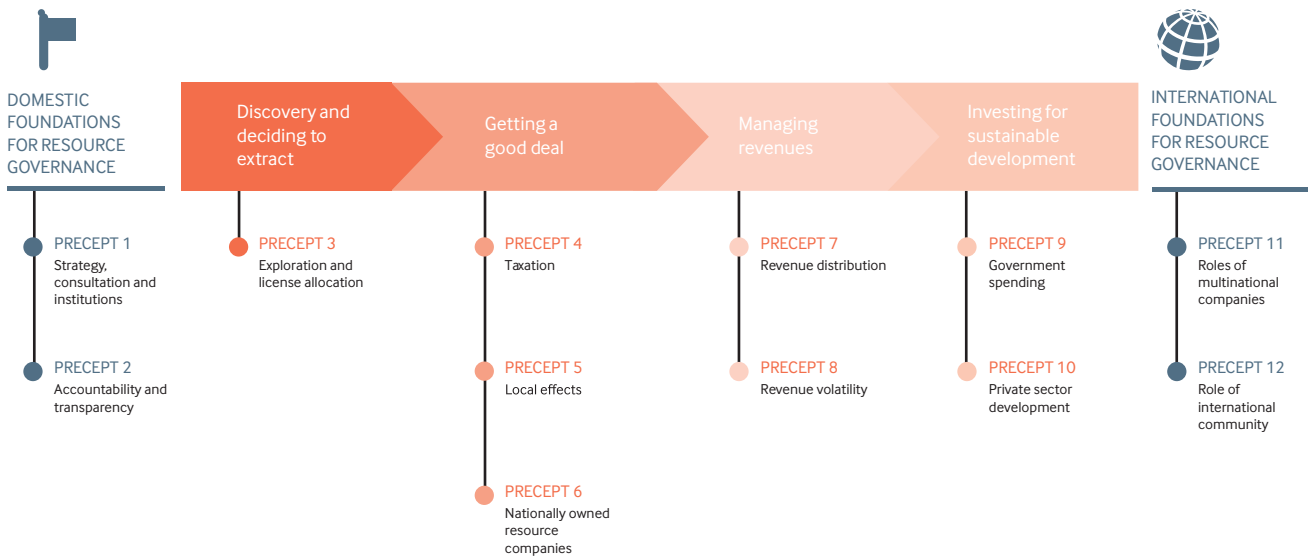 DOMESTIC
FOUNDATIONS
FOR RESOURCE
GOVERNANCE
PRECEPT 1
Strategy,
consultation and
institutions
PRECEPT 2
Accountability and
transparency
Discovery and
deciding to
extract
PRECEPT 3
Exploration and
license allocation
Getting a
good deal
PRECEPT 4
Taxation
PRECEPT 5
Local effects
PRECEPT 6
Nationally owned
resource
companies
Managing
revenues
PRECEPT 7
Revenue distribution
PRECEPT 8
Revenue volatility
Investing for
sustainable
development
PRECEPT 9
Government
spending
PRECEPT 10
Private sector
development
INTERNATIONAL
FOUNDATIONS
FOR RESOURCE
GOVERNANCE
PRECEPT 11
Roles of
multinational
companies
PRECEPT 12
Role of
international
community